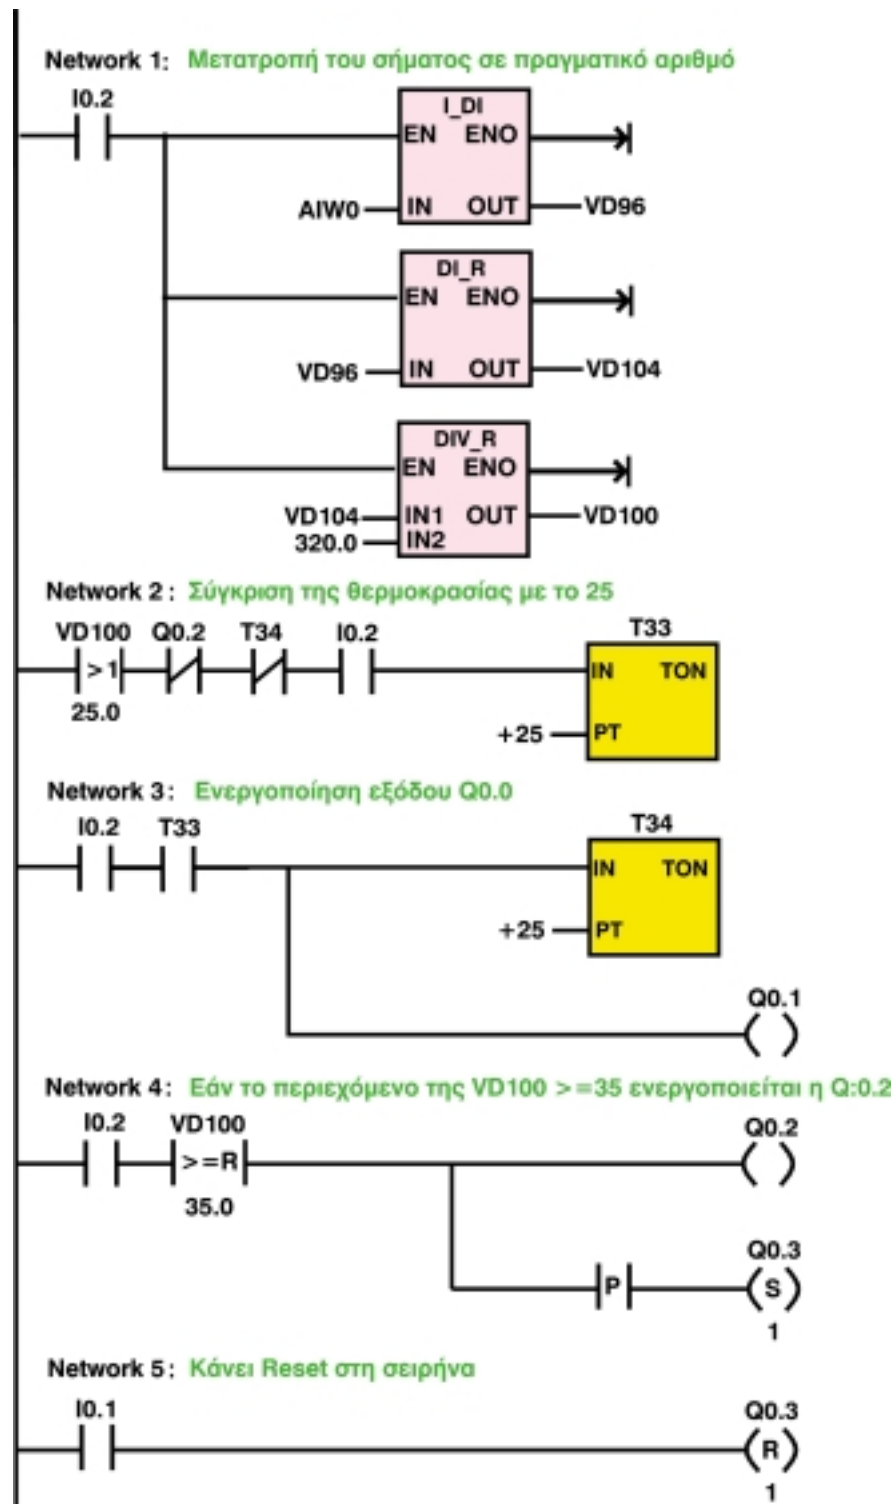 Network 1: Μετατροπή του σήματος σε πραγματικό αριθμό
I0.2
I_DI
EN ENO
AIW0 IN OUT VD96
DI_R
EN ENO
VD96 IN OUT VD104
DIV_R
EN ENO
VD104 IN1 OUT VD100
320.0 IN2
Network 2: Σύγκριση της θερμοκρασίας με το 25
VD100 Q0.2 T34 I0.2 T33
>1 IN TON
25.0
+25 PT
Network 3: Ενεργοποίηση εξόδου Q0.0
I0.2 T33 T34
IN TON
+25 PT
Q0.1
Network 4: Εάν το περιεχόμενο της VD100 >=35 ενεργοποιείται η Q:0.2
I0.2 VD100 Q0.2
>=R
35.0
Q0.3
P S
1
Network 5: Κάνει Reset στη σειρήνα
I0.1 Q0.3
R
1